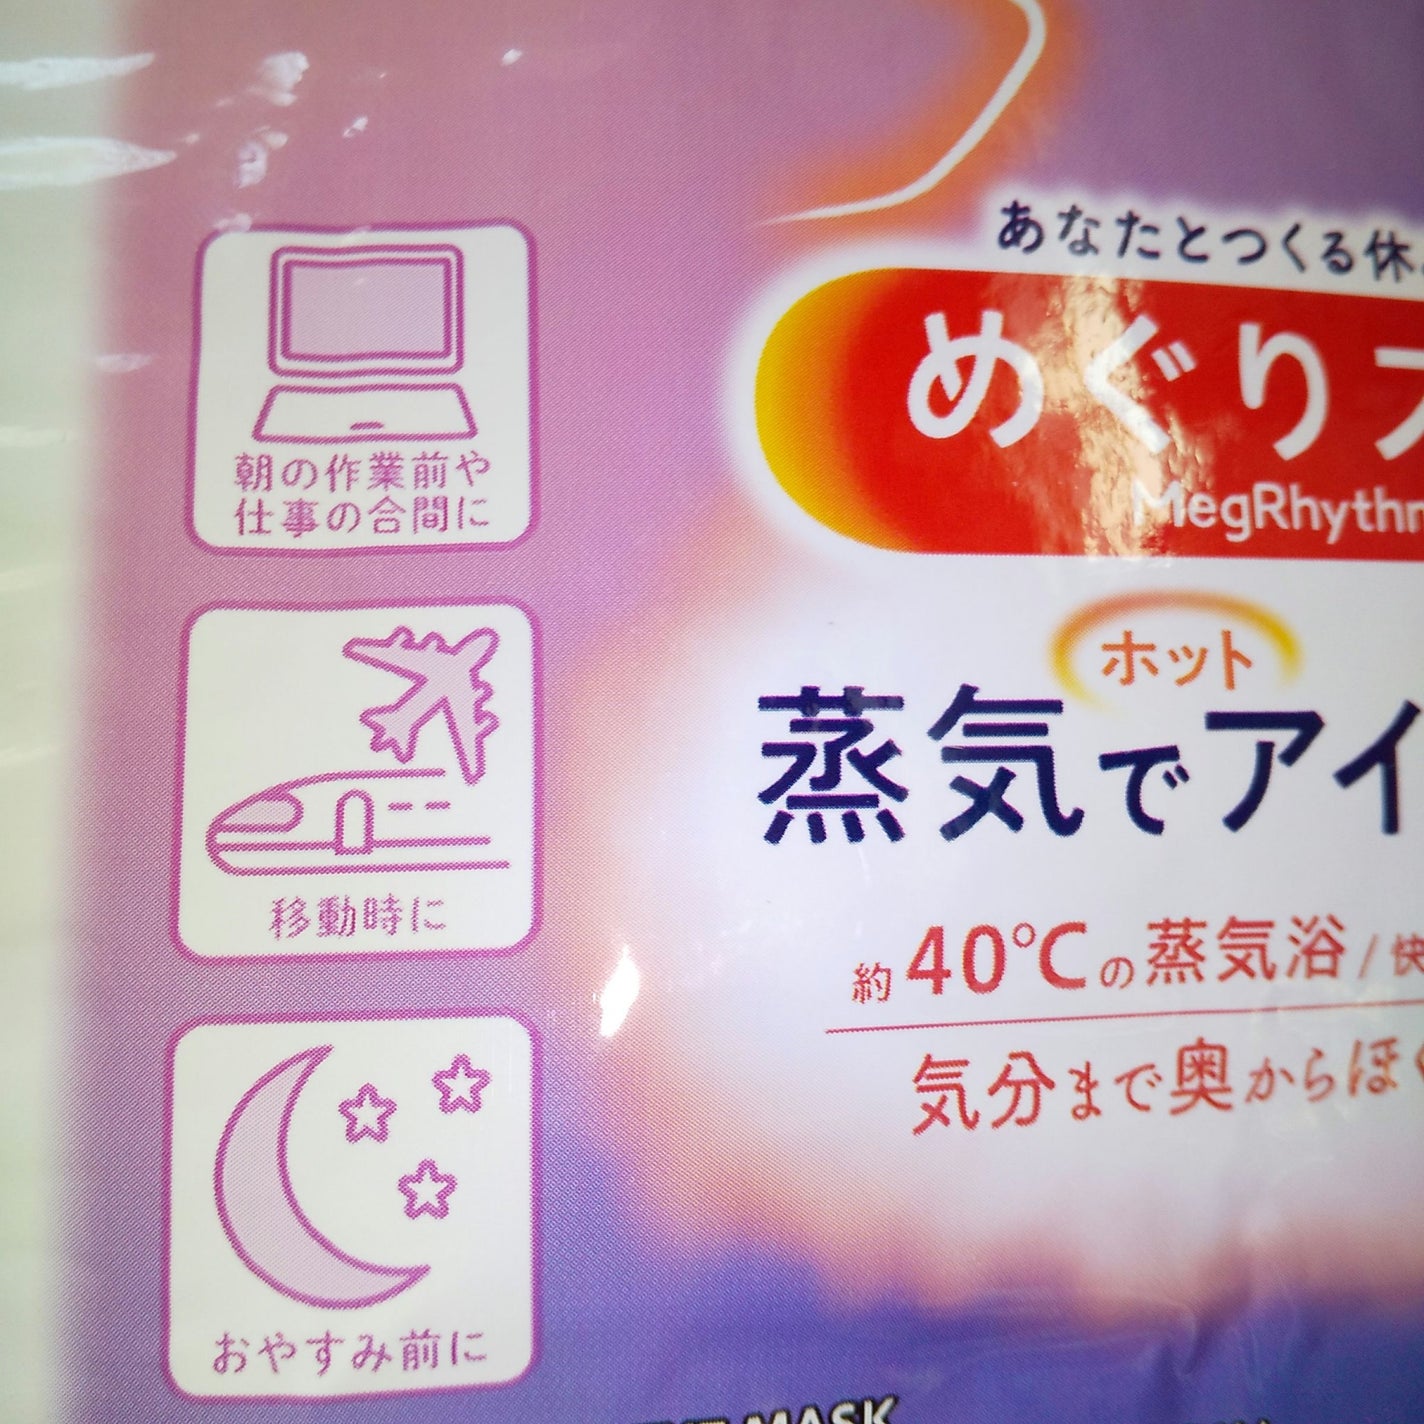 朝の作業前や
仕事の合間に
移動時に
おやすみ前に
あなたとつくる休
めぐり
MegRhyth
ホット
蒸気でアイ
約40℃の蒸気浴/快
気分まで奥からほ
MASK